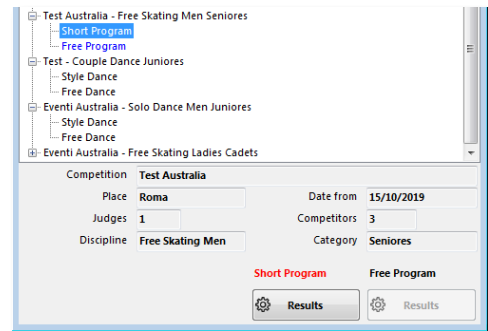 Test Australia - Free Skating Men Seniores
Short Program
Free Program
Test - Couple Dance Juniores
Style Dance
Free Dance
Eventi Australia - Solo Dance Men Juniores
Style Dance
Free Dance
Eventi Australia - Free Skating Ladies Cadets
Competition Test Australia
Place Roma Date from 15/10/2019
Judges 1 Competitors 3
Discipline Free Skating Men Category Seniores
Short Program Free Program
Results Results